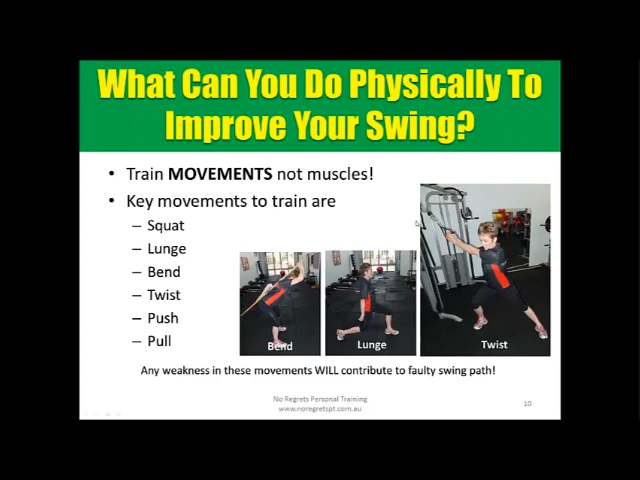 What Can You Do Physically To
Improve Your Swing?
• Train MOVEMENTS not muscles!
• Key movements to train are
– Squat
– Lunge
– Bend
– Twist
– Push
– Pull
Bend
Lunge
Twist
Any weakness in these movements WILL contribute to faulty swing path!
No Regrets Personal Training
www.noregretspt.com.au
10